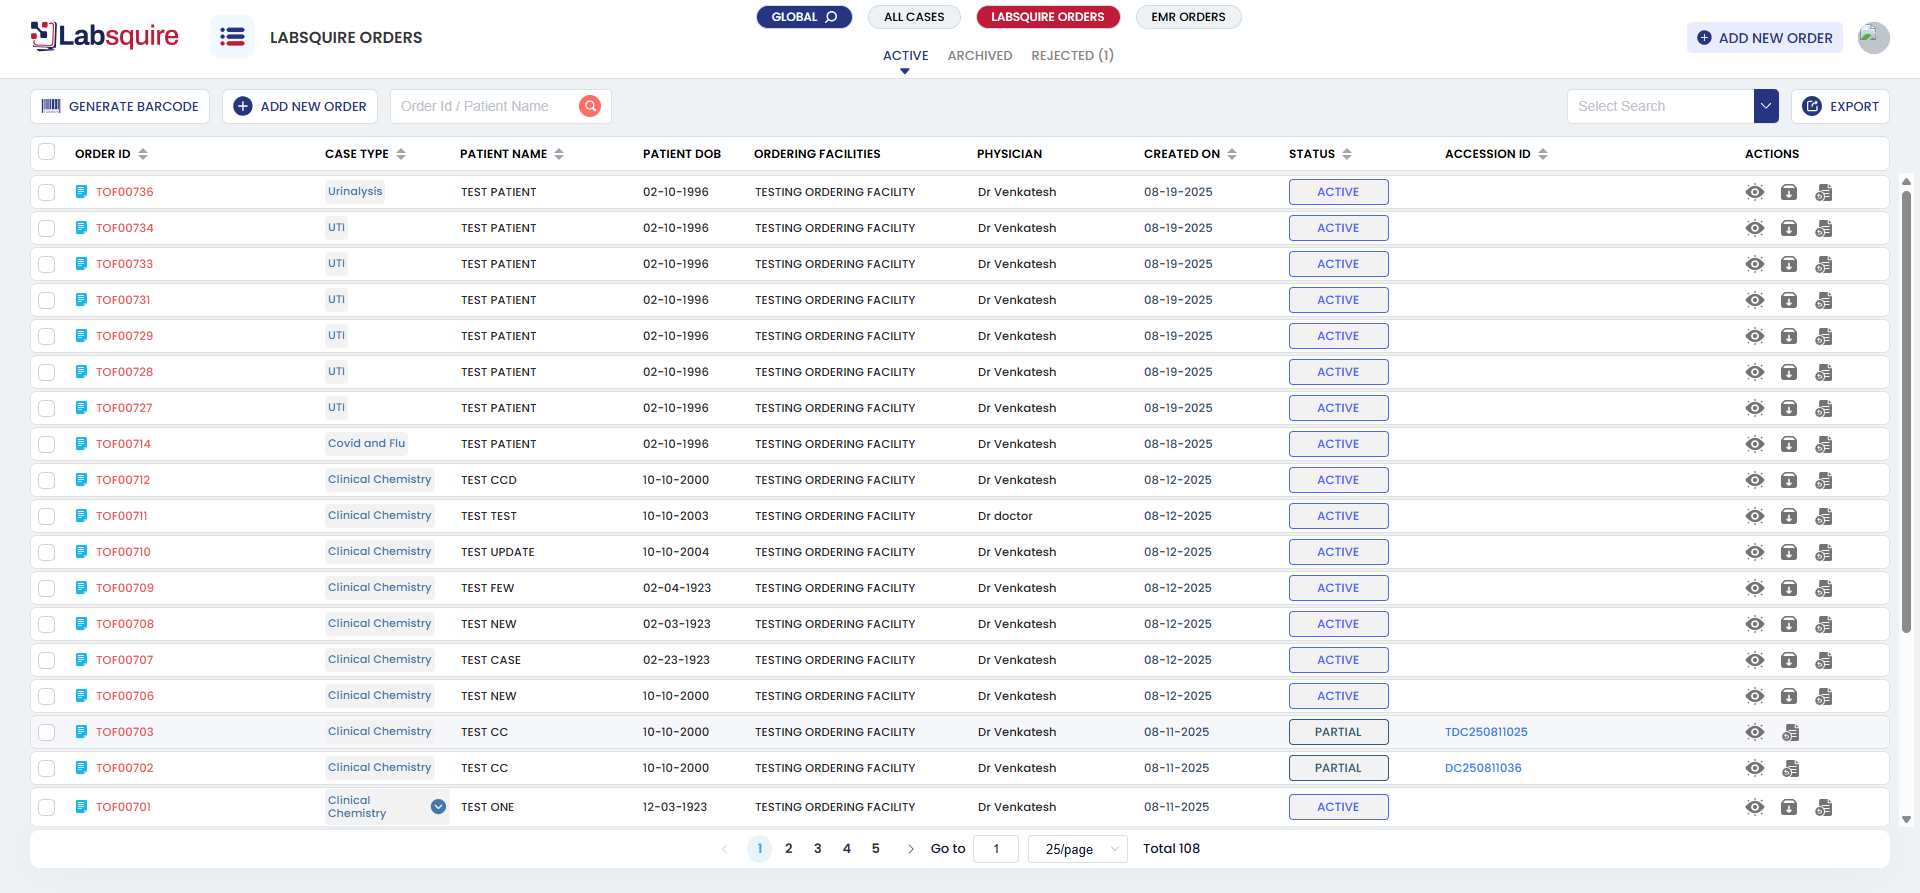 Labsquire
LABSQUIRE ORDERS
GLOBAL
ALL CASES
LABSQUIRE ORDERS
EMR ORDERS
ACTIVE
ARCHIVED
REJECTED (1)
ADD NEW ORDER
GENERATE BARCODE
ADD NEW ORDER
Order Id / Patient Name
Select Search
EXPORT
ORDER ID CASE TYPE PATIENT NAME PATIENT DOB ORDERING FACILITIES PHYSICIAN CREATED ON STATUS ACCESSION ID ACTIONS
TOF00736 Urinalysis TEST PATIENT 02-10-1996 TESTING ORDERING FACILITY Dr Venkatesh 08-19-2025 ACTIVE
TOF00734 UTI TEST PATIENT 02-10-1996 TESTING ORDERING FACILITY Dr Venkatesh 08-19-2025 ACTIVE
TOF00733 UTI TEST PATIENT 02-10-1996 TESTING ORDERING FACILITY Dr Venkatesh 08-19-2025 ACTIVE
TOF00731 UTI TEST PATIENT 02-10-1996 TESTING ORDERING FACILITY Dr Venkatesh 08-19-2025 ACTIVE
TOF00729 UTI TEST PATIENT 02-10-1996 TESTING ORDERING FACILITY Dr Venkatesh 08-19-2025 ACTIVE
TOF00728 UTI TEST PATIENT 02-10-1996 TESTING ORDERING FACILITY Dr Venkatesh 08-19-2025 ACTIVE
TOF00727 UTI TEST PATIENT 02-10-1996 TESTING ORDERING FACILITY Dr Venkatesh 08-19-2025 ACTIVE
TOF00714 Covid and Flu TEST PATIENT 02-10-1996 TESTING ORDERING FACILITY Dr Venkatesh 08-18-2025 ACTIVE
TOF00712 Clinical Chemistry TEST CCD 10-10-2000 TESTING ORDERING FACILITY Dr Venkatesh 08-12-2025 ACTIVE
TOF00711 Clinical Chemistry TEST TEST 10-10-2003 TESTING ORDERING FACILITY Dr doctor 08-12-2025 ACTIVE
TOF00710 Clinical Chemistry TEST UPDATE 10-10-2004 TESTING ORDERING FACILITY Dr Venkatesh 08-12-2025 ACTIVE
TOF00709 Clinical Chemistry TEST FEW 02-04-1923 TESTING ORDERING FACILITY Dr Venkatesh 08-12-2025 ACTIVE
TOF00708 Clinical Chemistry TEST NEW 02-03-1923 TESTING ORDERING FACILITY Dr Venkatesh 08-12-2025 ACTIVE
TOF00707 Clinical Chemistry TEST CASE 02-23-1923 TESTING ORDERING FACILITY Dr Venkatesh 08-12-2025 ACTIVE
TOF00706 Clinical Chemistry TEST NEW 10-10-2000 TESTING ORDERING FACILITY Dr Venkatesh 08-12-2025 ACTIVE
TOF00703 Clinical Chemistry TEST CC 10-10-2000 TESTING ORDERING FACILITY Dr Venkatesh 08-11-2025 PARTIAL TDC250811025
TOF00702 Clinical Chemistry TEST CC 10-10-2000 TESTING ORDERING FACILITY Dr Venkatesh 08-11-2025 PARTIAL DC250811036
TOF00701 Clinical Chemistry TEST ONE 12-03-1923 TESTING ORDERING FACILITY Dr Venkatesh 08-11-2025 ACTIVE
1 2 3 4 5 Go to 1 25/page Total 108